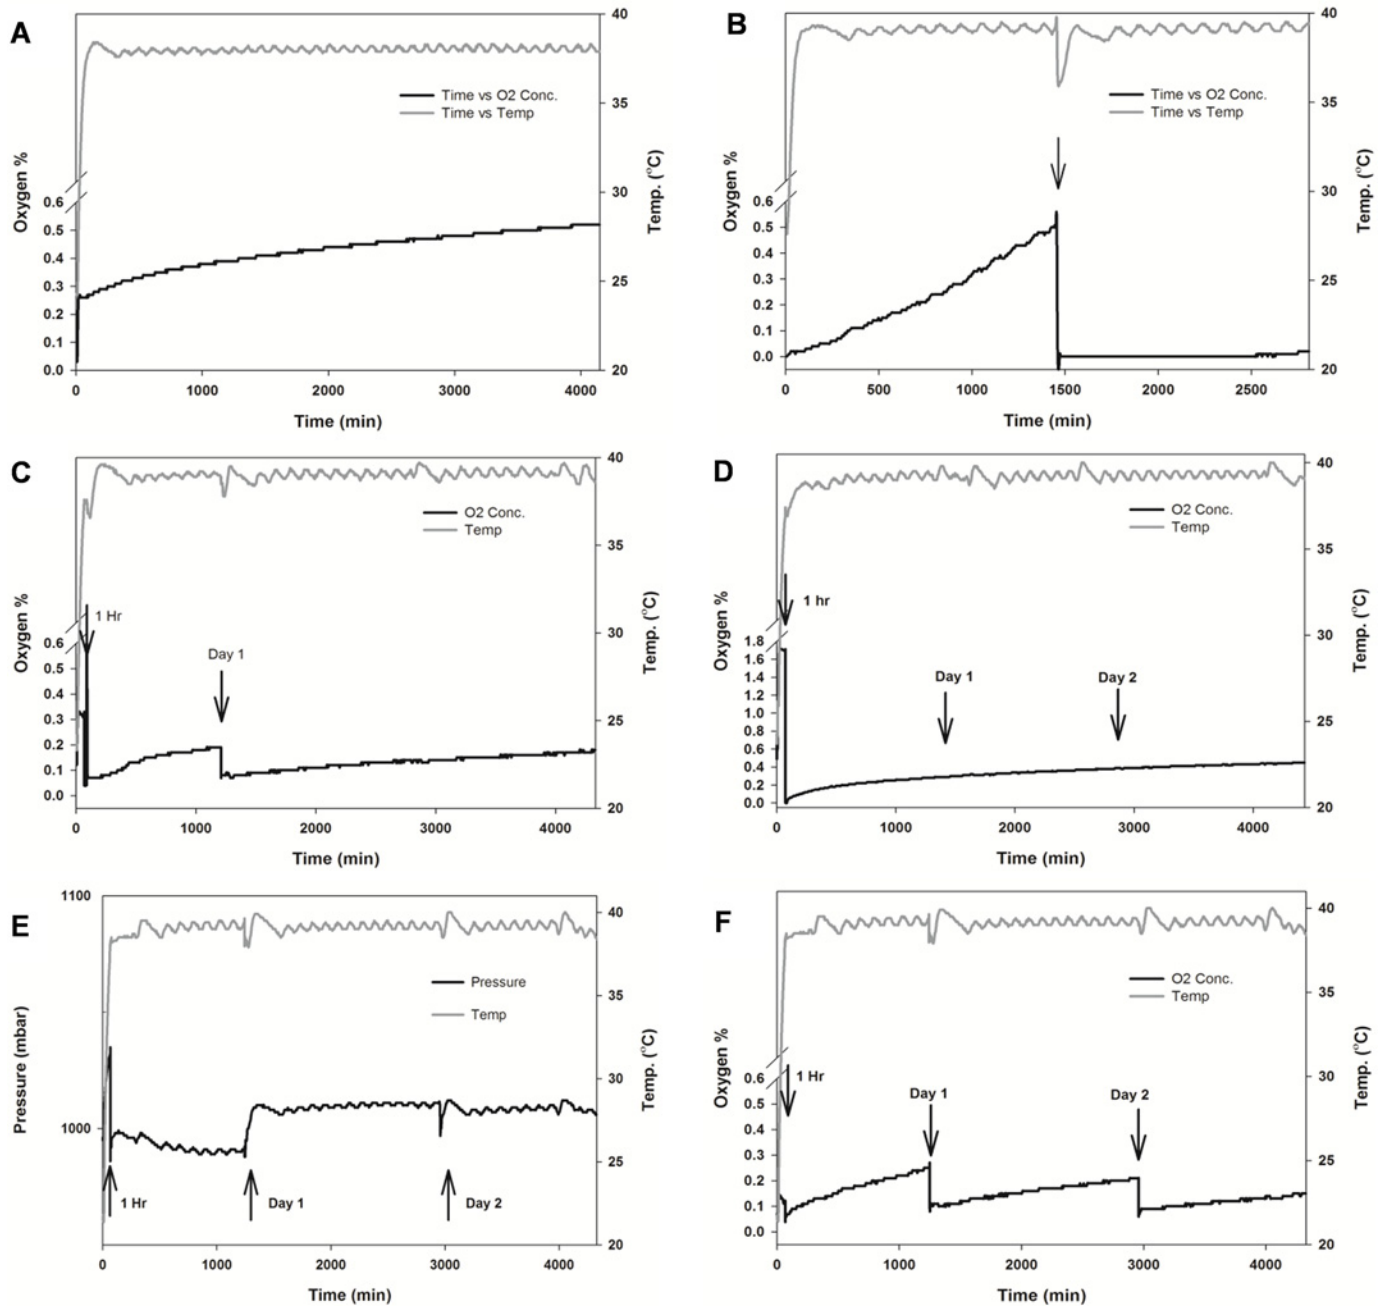 A
Time vs O2 Conc.
Time vs Temp
Oxygen %
0.6
0.5
0.4
0.3
0.2
0.1
0.0
40
35
30
25
20
Temp. (°C)
0 1000 2000 3000 4000
Time (min)
B
Time vs O2 Conc.
Time vs Temp
Oxygen %
0.6
0.5
0.4
0.3
0.2
0.1
0.0
40
35
30
25
20
Temp. (°C)
0 500 1000 1500 2000 2500
Time (min)
C
O2 Conc.
Temp
1 Hr
Day 1
Oxygen %
0.6
0.5
0.4
0.3
0.2
0.1
0.0
40
35
30
25
20
Temp. (°C)
0 1000 2000 3000 4000
Time (min)
D
O2 Conc.
Temp
1 hr
Day 1 Day 2
Oxygen %
1.8
1.6
1.4
1.2
1.0
0.8
0.6
0.4
0.2
0.0
40
35
30
25
20
Temp. (°C)
0 1000 2000 3000 4000
Time (min)
E
Pressure
Temp
1 Hr Day 1 Day 2
Pressure (mbar)
1100
1000
40
35
30
25
20
Temp. (°C)
0 1000 2000 3000 4000
Time (min)
F
O2 Conc.
Temp
1 Hr
Day 1 Day 2
Oxygen %
0.6
0.5
0.4
0.3
0.2
0.1
0.0
40
35
30
25
20
Temp. (°C)
0 1000 2000 3000 4000
Time (min)